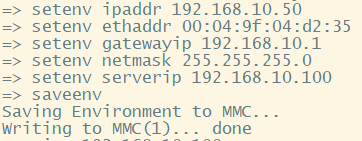 => setenv ipaddr 192.168.10.50
=> setenv ethaddr 00:04:9f:04:d2:35
=> setenv gatewayip 192.168.10.1
=> setenv netmask 255.255.255.0
=> setenv serverip 192.168.10.100
=> saveenv
Saving Environment to MMC...
Writing to MMC(1)... done